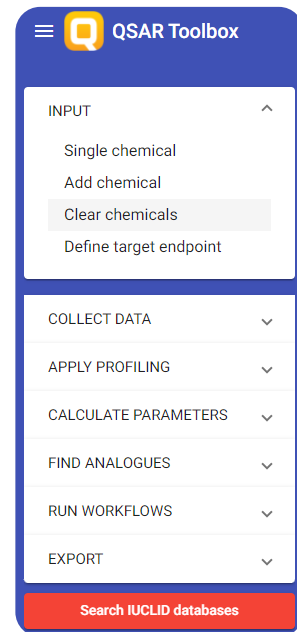 QSAR Toolbox
INPUT
Single chemical
Add chemical
Clear chemicals
Define target endpoint
COLLECT DATA
APPLY PROFILING
CALCULATE PARAMETERS
FIND ANALOGUES
RUN WORKFLOWS
EXPORT
Search IUCLID databases